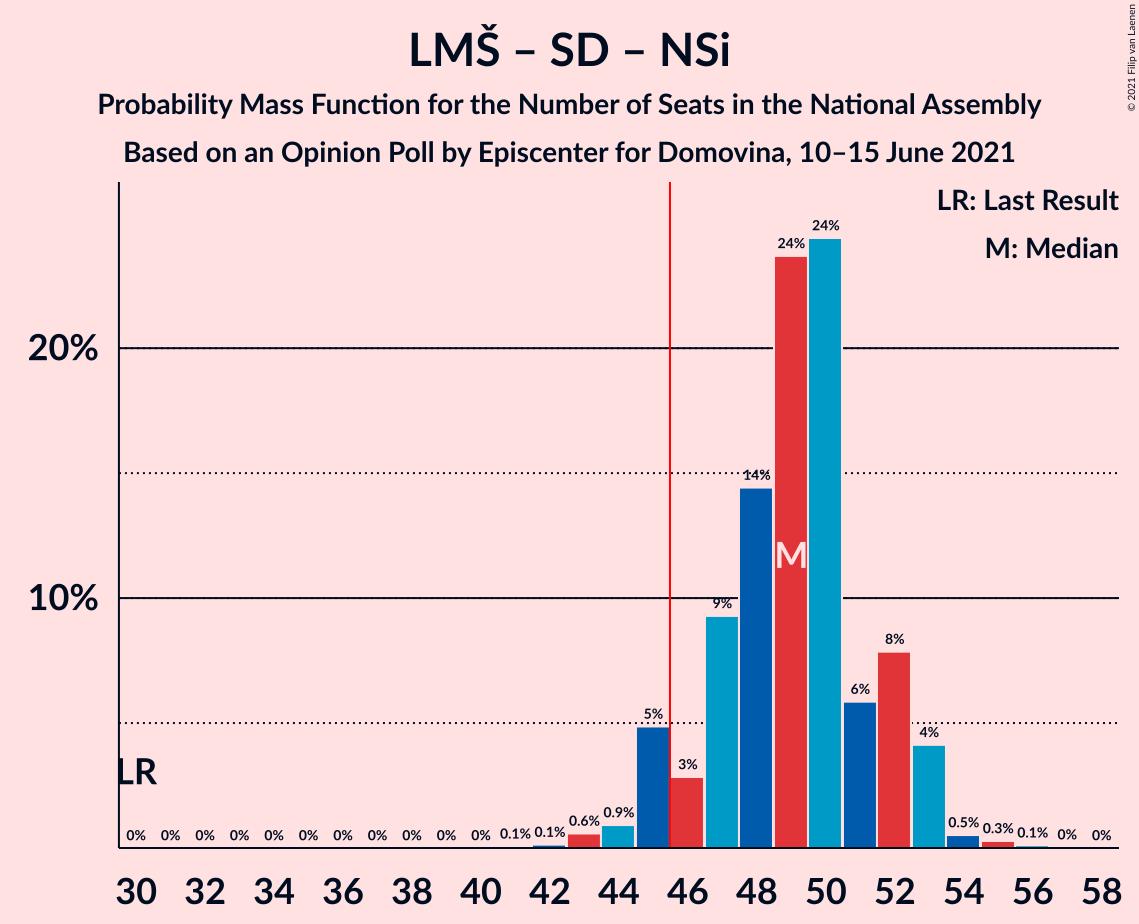 LMŠ – SD – NSi
Probability Mass Function for the Number of Seats in the National Assembly
Based on an Opinion Poll by Episcenter for Domovina, 10–15 June 2021
© 2021 Filip van Laenen
LR: Last Result
M: Median
20%
10%
LR
M
0% 0% 0% 0% 0% 0% 0% 0% 0% 0% 0% 0.1% 0.1% 0.6% 0.9% 5% 3% 9% 14% 24% 24% 6% 8% 4% 0.5% 0.3% 0.1% 0% 0%
30 32 34 36 38 40 42 44 46 48 50 52 54 56 58